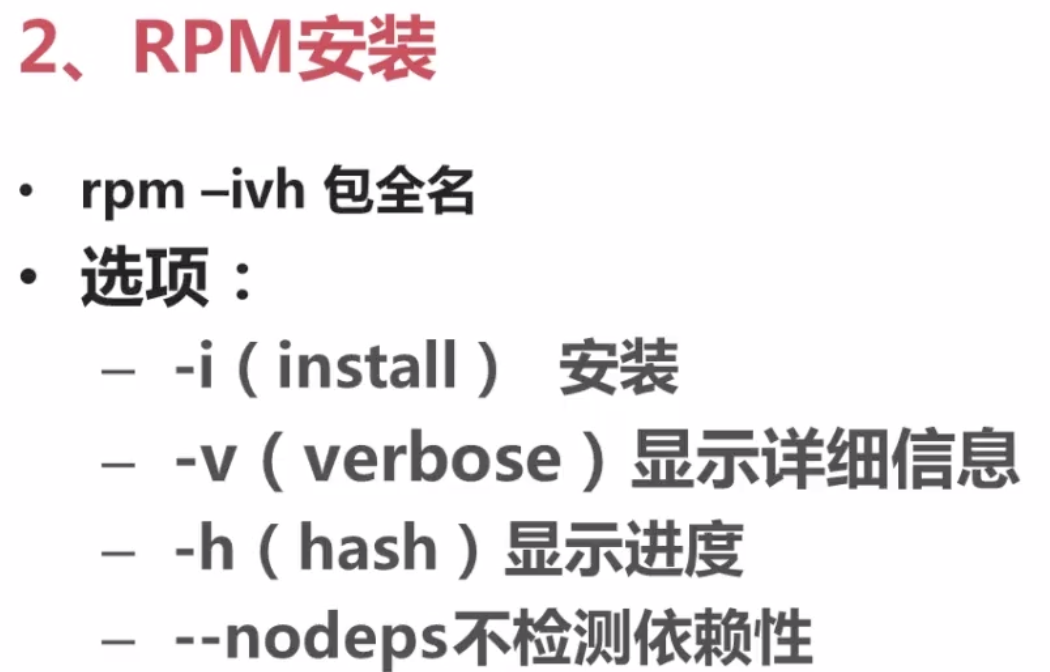 2、RPM安装
• rpm –ivh 包全名
• 选项：
– -i（install） 安装
– -v（verbose）显示详细信息
– -h（hash）显示进度
– --nodeps不检测依赖性